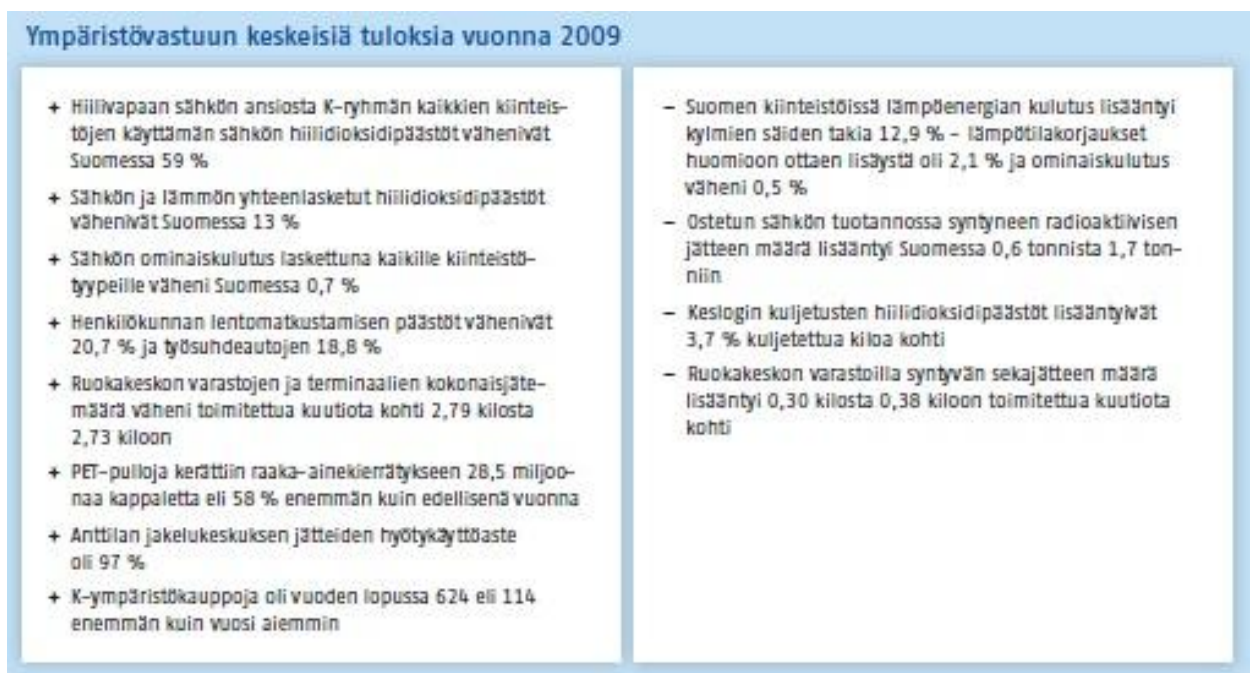 Ympäristövastuun keskeisiä tuloksia vuonna 2009
+ Hiilivapaan sähkön ansiosta K-ryhmän kaikkien kiinteis-
töjen käyttämän sähkön hiilidioksidipäästöt vähenivät
Suomessa 59 %
+ Sähkön ja lämmön yhteenlasketut hiilidioksidipäästöt
vähenivät Suomessa 13 %
+ Sähkön ominaiskulutus laskettuna kaikille kiinteistö-
tyypeille väheni Suomessa 0,7 %
+ Henkilökunnan lentomatkustamisen päästöt vähenivät
20,7 % ja työsuhdeautojen 18,8 %
+ Ruokakeskon varastojen ja terminaalien kokonaisjäte-
määrä väheni toimitettua kuutiota kohti 2,79 kilosta
2,73 kiloon
+ PET-pulloja kerättiin raaka-ainekierrätykseen 28,5 miljoo-
naa kappaletta eli 58 % enemmän kuin edellisenä vuonna
+ Anttilan jakelukeskuksen jätteiden hyötykäyttöaste
oli 97 %
+ K-ympäristökauppoja oli vuoden lopussa 624 eli 114
enemmän kuin vuosi aiemmin
– Suomen kiinteistöissä lämpöenergian kulutus lisääntyi
kylmien säiden takia 12,9 % – lämpötilakorjaukset
huomioon ottaen lisäystä oli 2,1 % ja ominaiskulutus
väheni 0,5 %
– Ostetun sähkön tuotannossa syntyneen radioaktiivisen
jätteen määrä lisääntyi Suomessa 0,6 tonnista 1,7 ton-
niin
– Keslogin kuljetusten hiilidioksidipäästöt lisääntyivät
3,7 % kuljetettua kiloa kohti
– Ruokakeskon varastoilla syntyvän sekajätteen määrä
lisääntyi 0,30 kilosta 0,38 kiloon toimitettua kuutiota
kohti